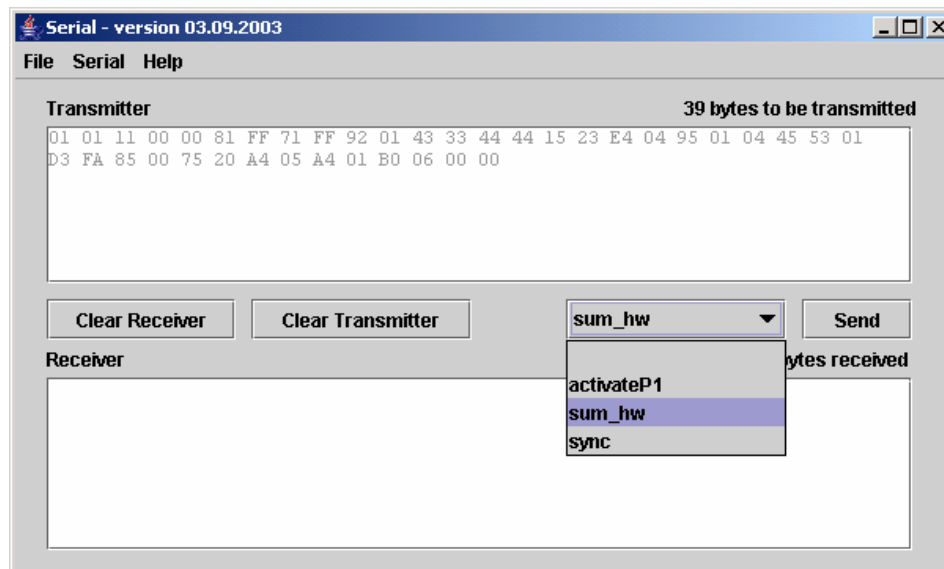 Serial - version 03.09.2003
File Serial Help
Transmitter 39 bytes to be transmitted
01 01 11 00 00 81 FF 71 FF 92 01 43 33 44 44 15 23 E4 04 95 01 04 45 53 01
D3 FA 85 00 75 20 A4 05 A4 01 B0 06 00 00
Clear Receiver Clear Transmitter sum_hw Send
Receiver ytes received
activateP1
sum_hw
sync